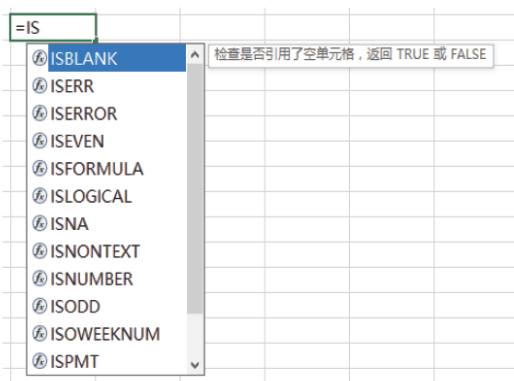 =IS
ISBLANK 检查是否引用了空单元格，返回 TRUE 或 FALSE
ISERR
ISERROR
ISEVEN
ISFORMULA
ISLOGICAL
ISNA
ISNONTEXT
ISNUMBER
ISODD
ISOWEEKNUM
ISPMT